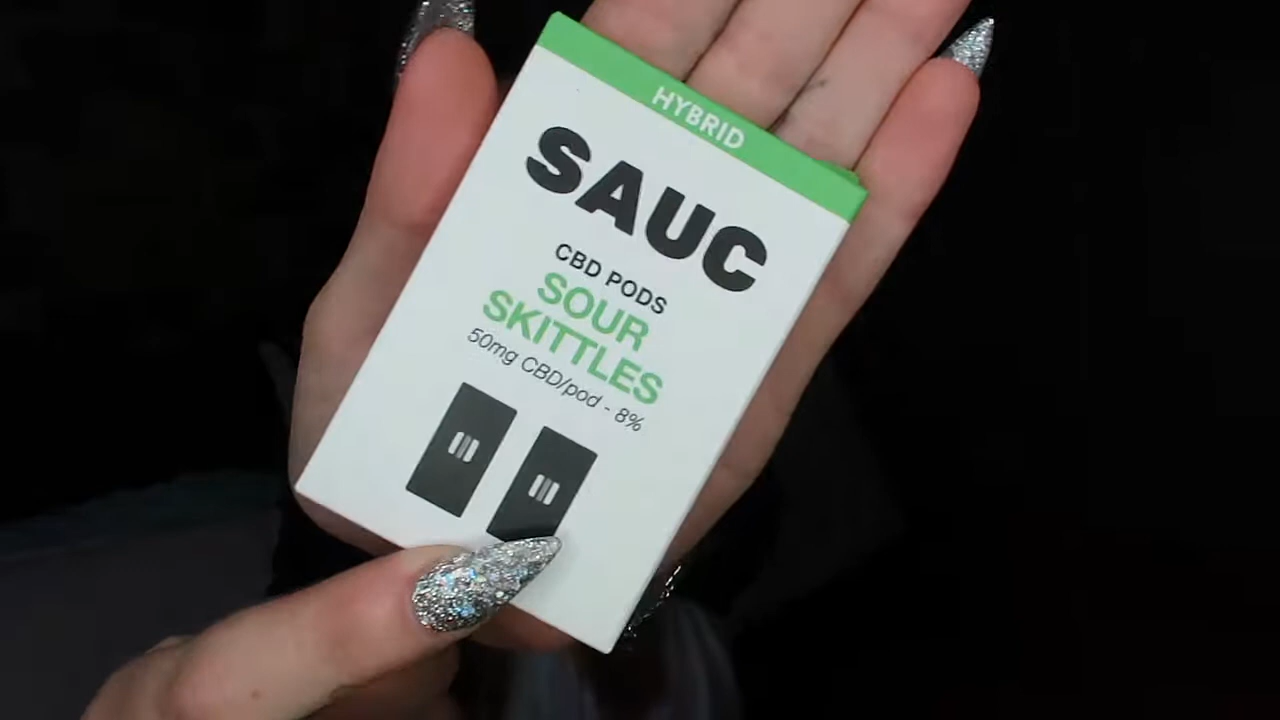 HYBRID
SAUC
CBD PODS
SOUR
SKITTLES
50mg CBD/pod - 8%